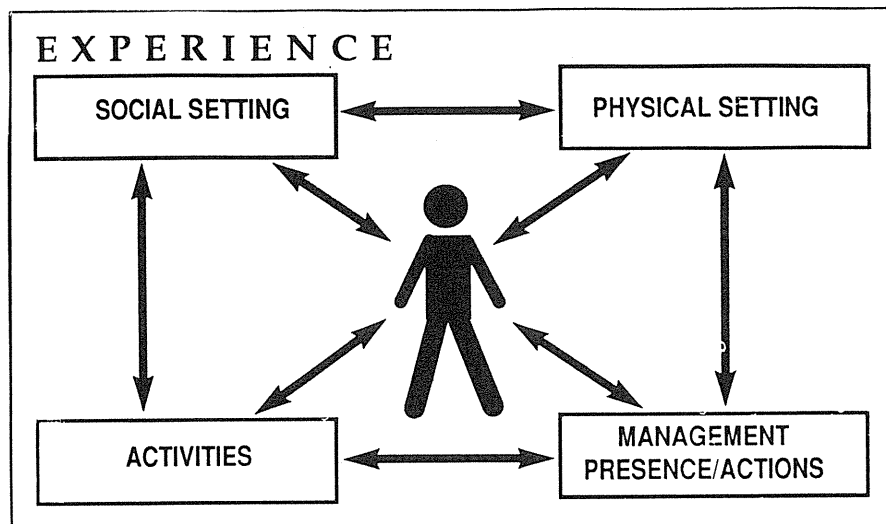 EXPERIENCE
SOCIAL SETTING
PHYSICAL SETTING
ACTIVITIES
MANAGEMENT
PRESENCE/ACTIONS